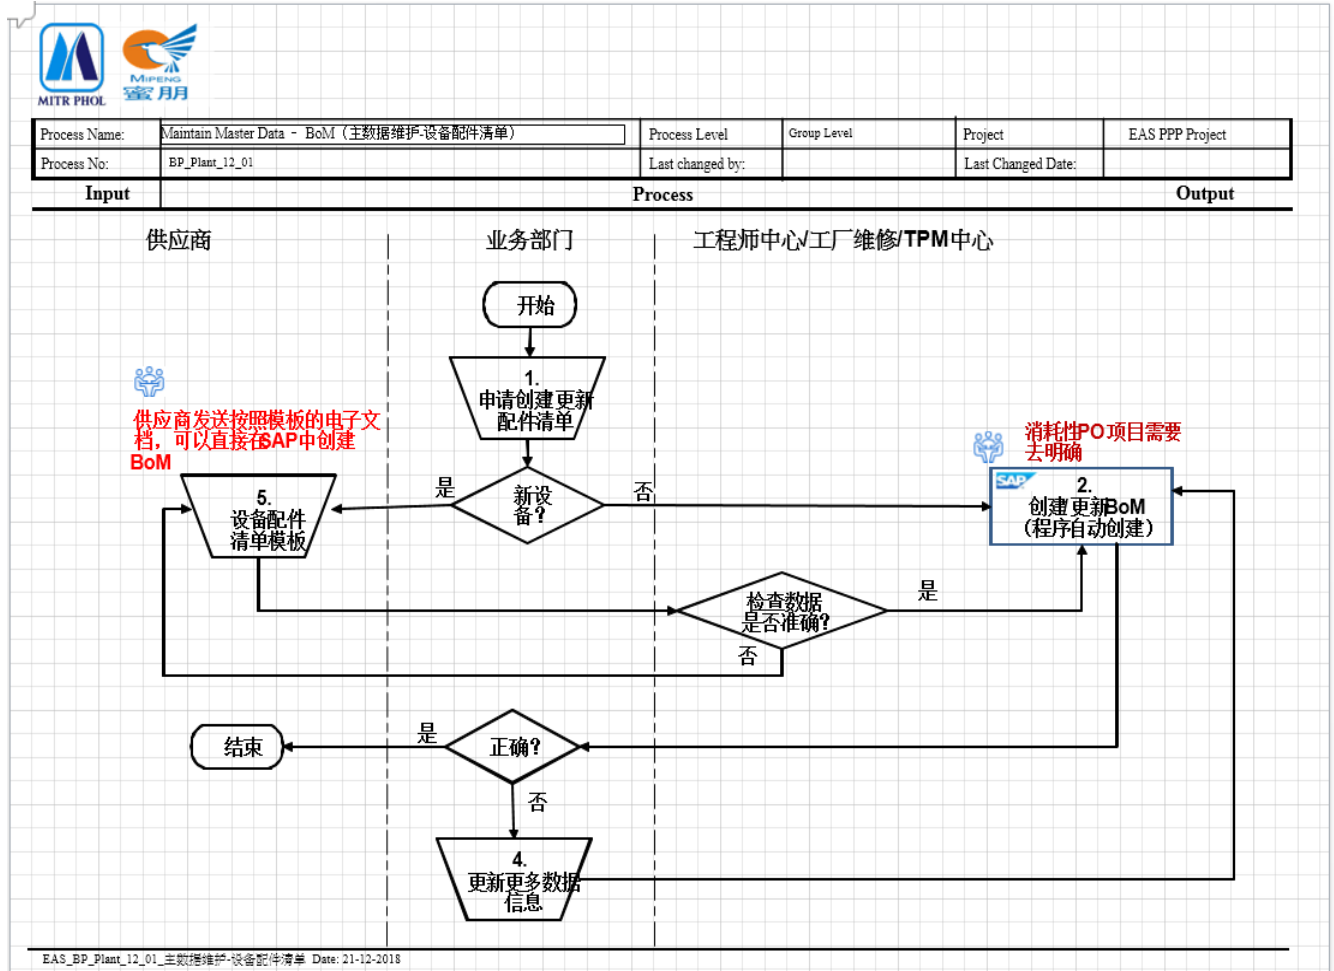 MITR PHOL
MIPENG
蜜朋
Process Name:
Maintain Master Data - BoM（主数据维护-设备配件清单）
Process Level
Group Level
Project
EAS PPP Project
Process No:
BP_Plant_12_01
Last changed by:
Last Changed Date:
Input
Process
Output
供应商
业务部门
工程师中心/工厂维修/TPM中心
开始
1.
申请创建更新
配件清单
供应商发送按照模板的电子文
档，可以直接在SAP中创建
BoM
消耗性PO项目需要
去明确
5.
设备配件
清单模板
是
新设
备?
否
SAP
2.
创建更新BoM
（程序自动创建）
检查数据
是否准确?
是
否
结束
是
正确?
否
4.
更新更多数据
信息
EAS_BP_Plant_12_01_主数据维护-设备配件清单 Date: 21-12-2018